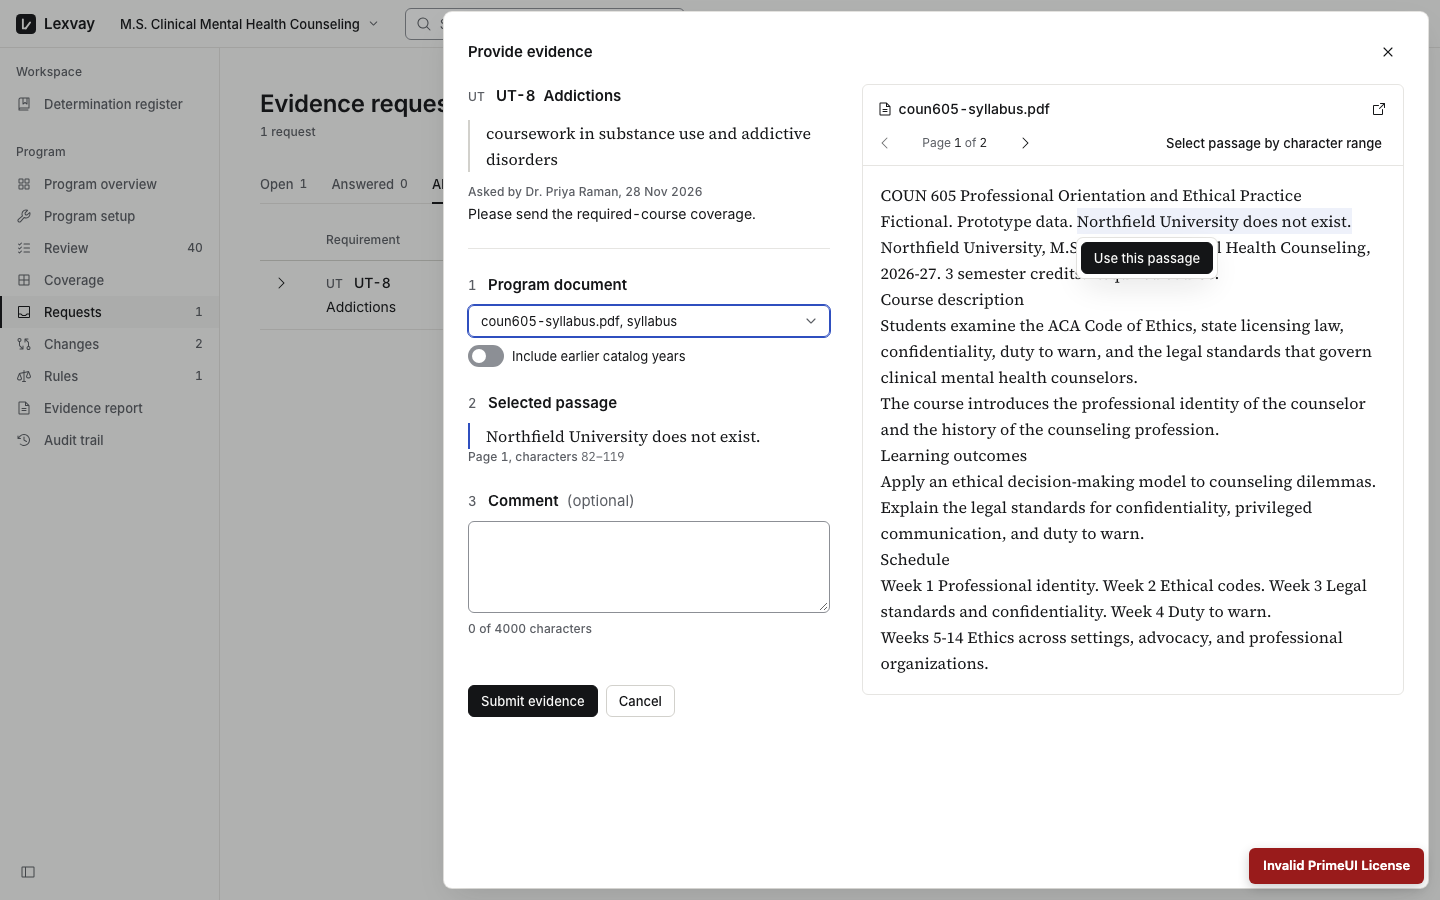 Lexvay
M.S. Clinical Mental Health Counseling
Workspace
Determination register
Program
Program overview
Program setup
Review 40
Coverage
Requests 1
Changes 2
Rules 1
Evidence report
Audit trail
Evidence reques
1 request
Open 1 Answered 0
Requirement
UT UT-8
Addictions
Provide evidence
UT UT-8 Addictions
coursework in substance use and addictive
disorders
Asked by Dr. Priya Raman, 28 Nov 2026
Please send the required-course coverage.
1 Program document
coun605-syllabus.pdf, syllabus
Include earlier catalog years
2 Selected passage
Northfield University does not exist.
Page 1, characters 82–119
3 Comment (optional)
0 of 4000 characters
Submit evidence Cancel
coun605-syllabus.pdf
Page 1 of 2 Select passage by character range
COUN 605 Professional Orientation and Ethical Practice
Fictional. Prototype data. Northfield University does not exist.
Northfield University, M.S Health Counseling,
Use this passage
2026-27. 3 semester credits
Course description
Students examine the ACA Code of Ethics, state licensing law,
confidentiality, duty to warn, and the legal standards that govern
clinical mental health counselors.
The course introduces the professional identity of the counselor
and the history of the counseling profession.
Learning outcomes
Apply an ethical decision-making model to counseling dilemmas.
Explain the legal standards for confidentiality, privileged
communication, and duty to warn.
Schedule
Week 1 Professional identity. Week 2 Ethical codes. Week 3 Legal
standards and confidentiality. Week 4 Duty to warn.
Weeks 5-14 Ethics across settings, advocacy, and professional
organizations.
Invalid PrimeUI License